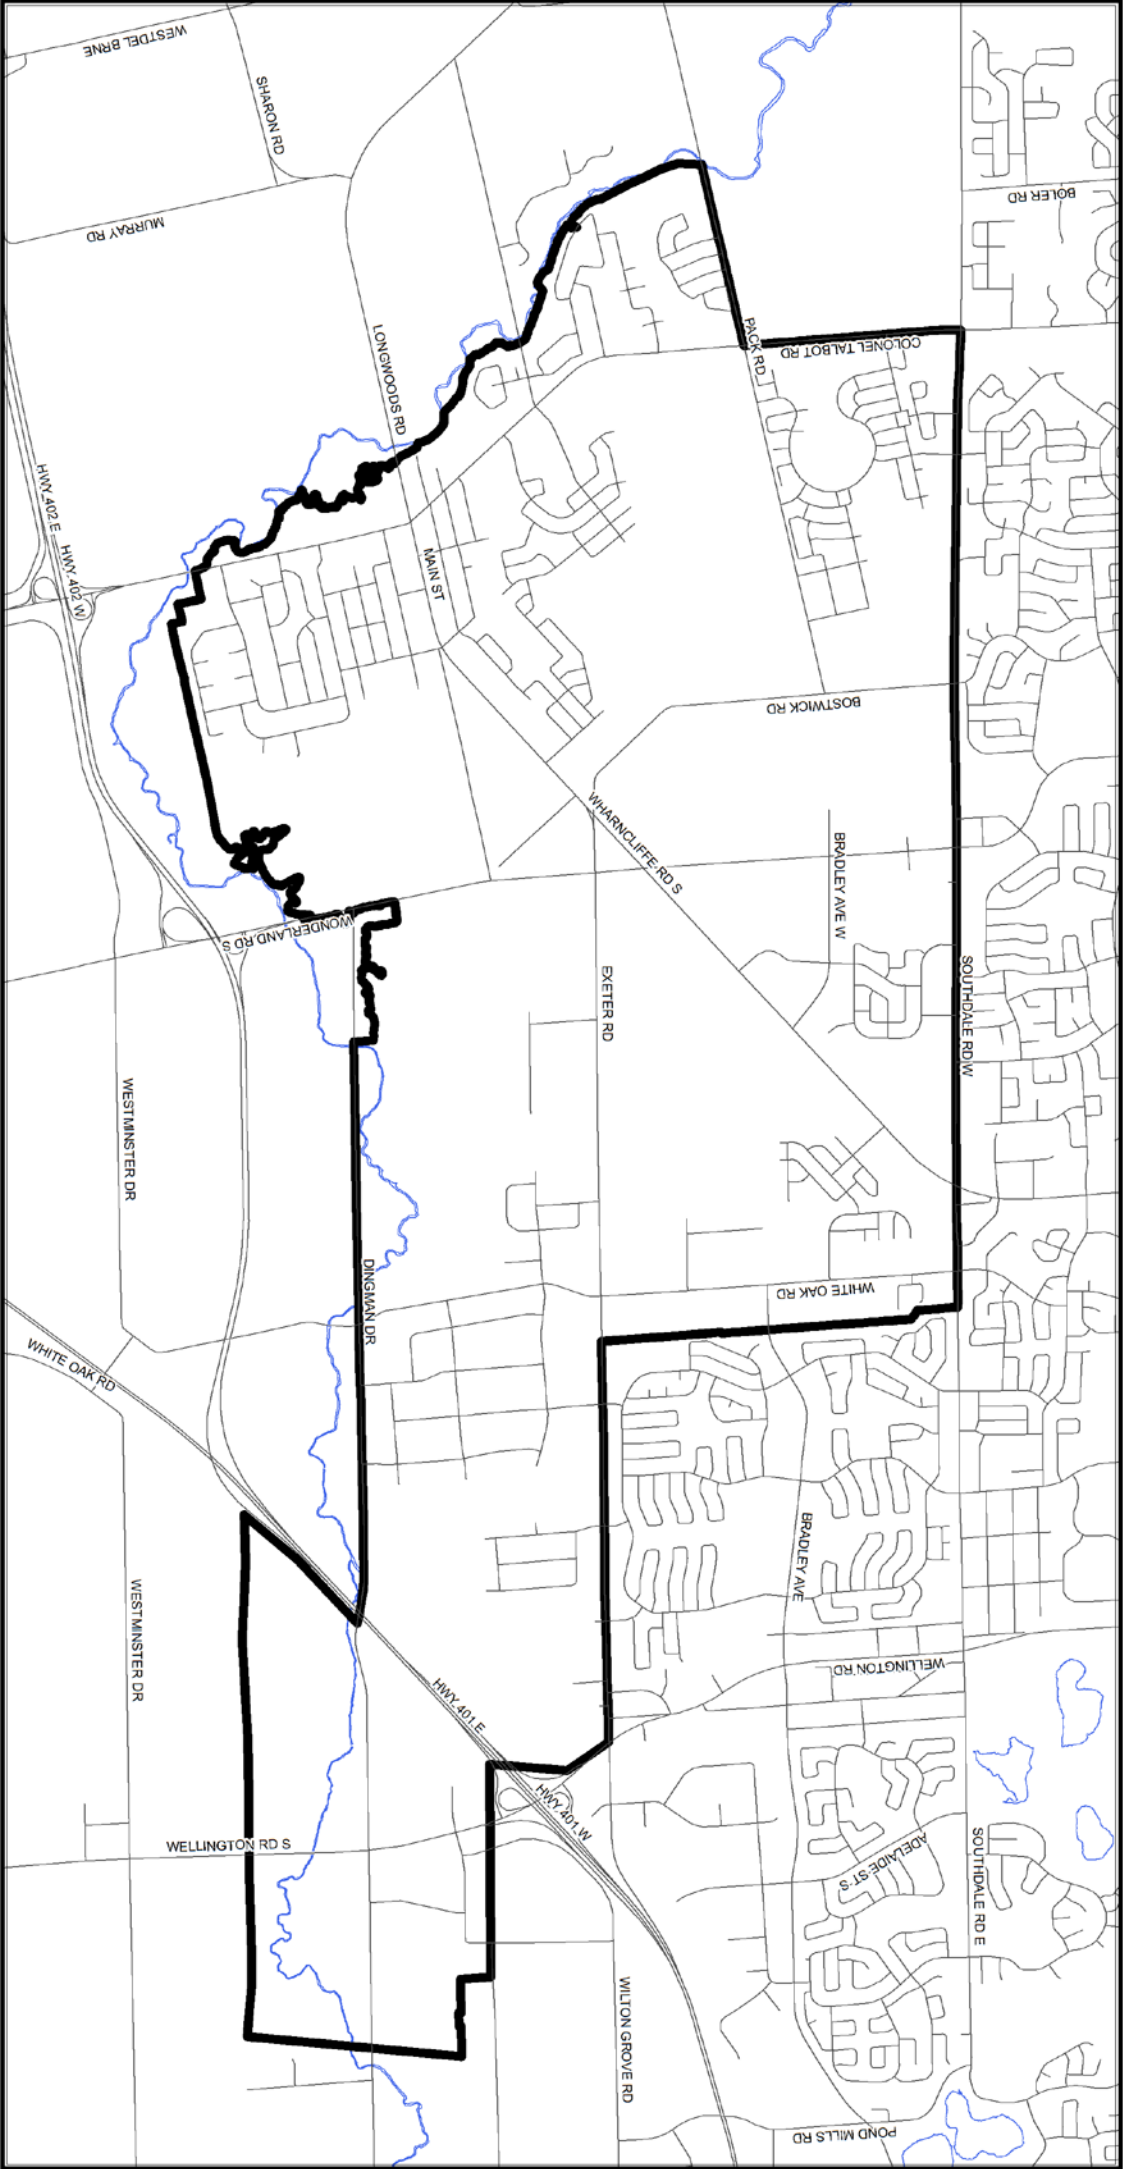 WESTDEL BRNE
SHARON RD
BOLER RD
MURRAY RD
PACK RD
COLONEL TALBOT RD
LONGWOODS RD
HWY 402 E
HWY 402 W
MAIN ST
BOSTWICK RD
WHARNCLIFFE RD S
BRADLEY AVE W
WONDERLAND RD S
EXETER RD
SOUTHDALE RD W
WESTMINSTER DR
DINGMAN DR
WHITE OAK RD
WHITE OAK RD
BRADLEY AVE
WESTMINSTER DR
WELLINGTON RD
HWY 401 E
HWY 401 W
WELLINGTON RD S
ADELAIDE ST S
SOUTHDALE RD E
WILTON GROVE RD
POND MILLS RD